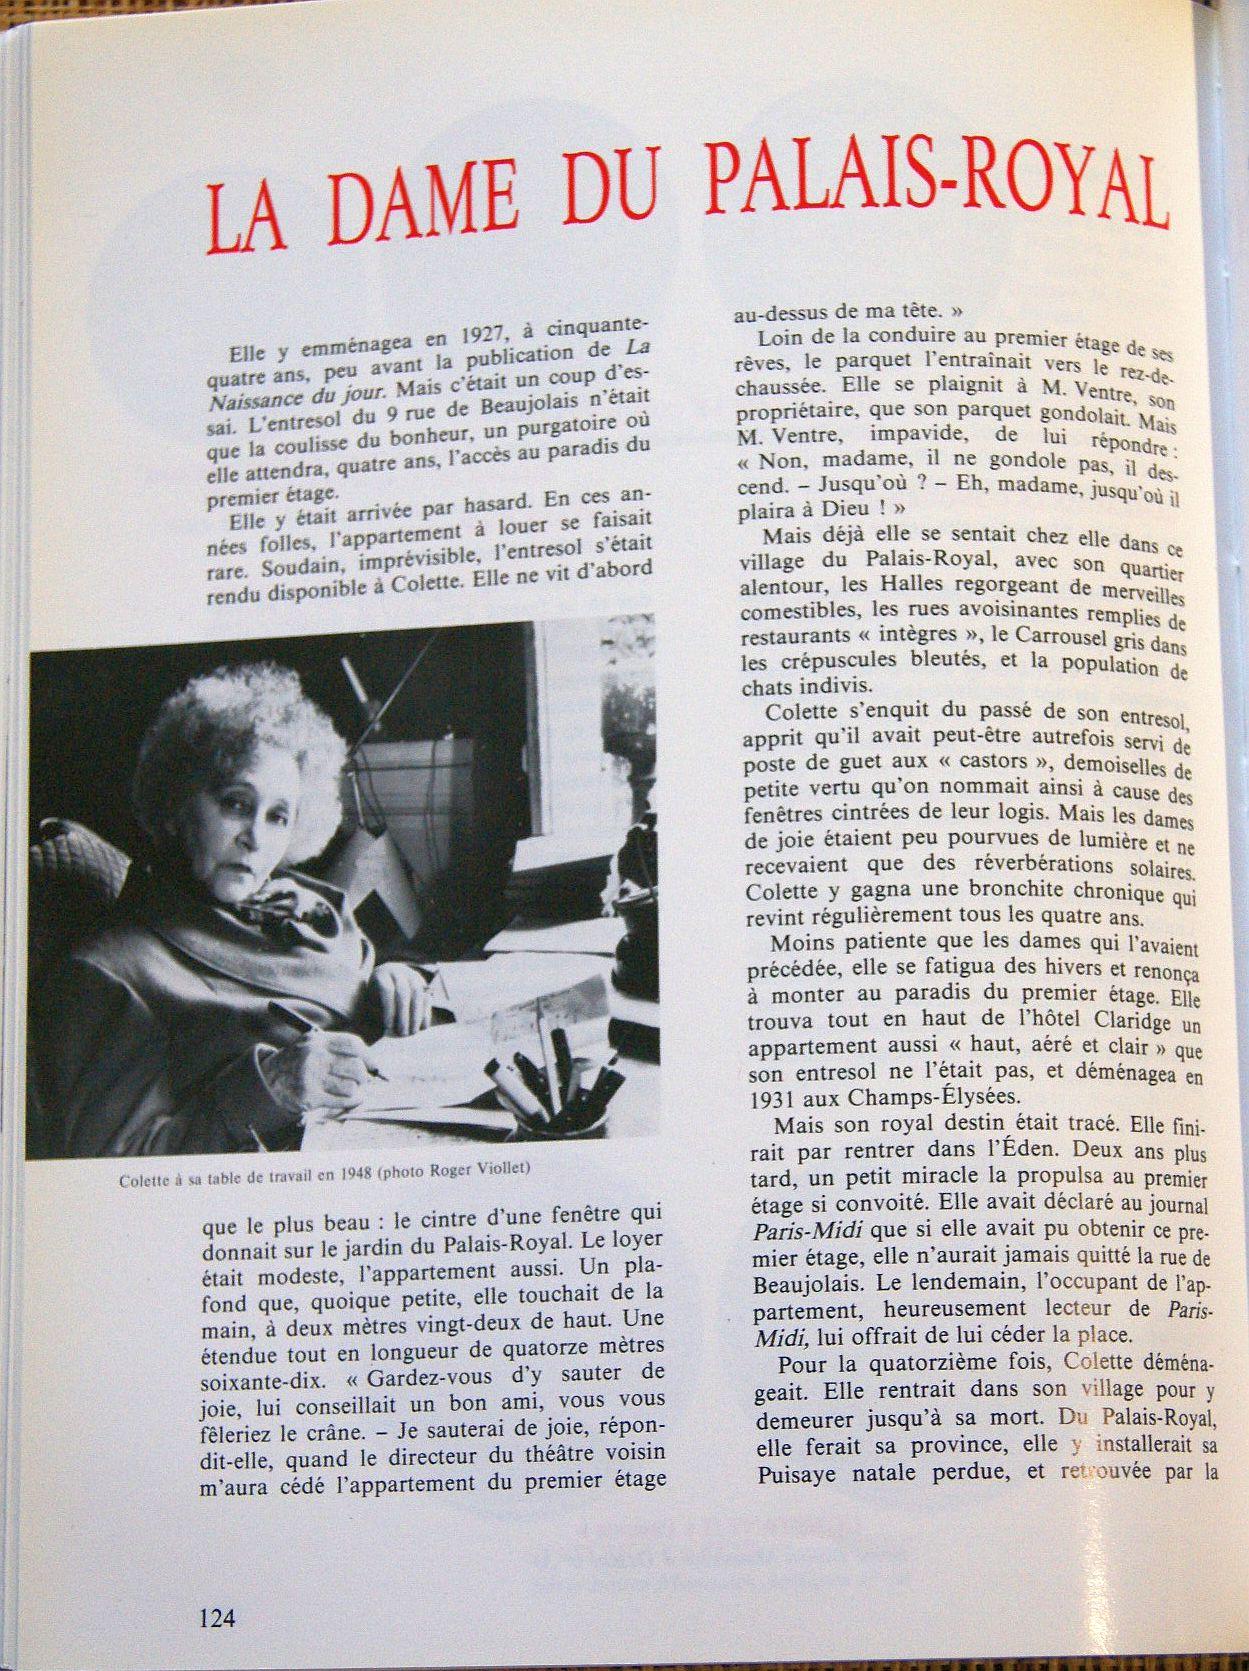 LA DAME DU PALAIS-ROYAL
Elle y emménagea en 1927, à cinquante-
quatre ans, peu avant la publication de La
Naissance du jour. Mais c'était un coup d'es-
sai. L'entresol du 9 rue de Beaujolais n'était
que la coulisse du bonheur, un purgatoire où
elle attendra, quatre ans, l'accès au paradis du
premier étage.
Elle y était arrivée par hasard. En ces an-
nées folles, l'appartement à louer se faisait
rare. Soudain, imprévisible, l'entresol s'était
rendu disponible à Colette. Elle ne vit d'abord
Colette à sa table de travail en 1948 (photo Roger Viollet)
que le plus beau : le cintre d'une fenêtre qui
donnait sur le jardin du Palais-Royal. Le loyer
était modeste, l'appartement aussi. Un pla-
fond que, quoique petite, elle touchait de la
main, à deux mètres vingt-deux de haut. Une
étendue tout en longueur de quatorze mètres
soixante-dix. « Gardez-vous d'y sauter de
joie, lui conseillait un bon ami, vous vous
fêleriez le crâne. – Je sauterai de joie, répon-
dit-elle, quand le directeur du théâtre voisin
m'aura cédé l'appartement du premier étage
au-dessus de ma tête. »
Loin de la conduire au premier étage de ses
rêves, le parquet l'entraînait vers le rez-de-
chaussée. Elle se plaignit à M. Ventre, son
propriétaire, que son parquet gondolait. Mais
M. Ventre, impavide, de lui répondre :
« Non, madame, il ne gondole pas, il des-
cend. – Jusqu'où ? – Eh, madame, jusqu'où il
plaira à Dieu ! »
Mais déjà elle se sentait chez elle dans ce
village du Palais-Royal, avec son quartier
alentour, les Halles regorgeant de merveilles
comestibles, les rues avoisinantes remplies de
restaurants « intègres », le Carrousel gris dans
les crépuscules bleutés, et la population de
chats indivis.
Colette s'enquit du passé de son entresol,
apprit qu'il avait peut-être autrefois servi de
poste de guet aux « castors », demoiselles de
petite vertu qu'on nommait ainsi à cause des
fenêtres cintrées de leur logis. Mais les dames
de joie étaient peu pourvues de lumière et ne
recevaient que des réverbérations solaires.
Colette y gagna une bronchite chronique qui
revint régulièrement tous les quatre ans.
Moins patiente que les dames qui l'avaient
précédée, elle se fatigua des hivers et renonça
à monter au paradis du premier étage. Elle
trouva tout en haut de l'hôtel Claridge un
appartement aussi « haut, aéré et clair » que
son entresol ne l'était pas, et déménagea en
1931 aux Champs-Élysées.
Mais son royal destin était tracé. Elle fini-
rait par rentrer dans l'Éden. Deux ans plus
tard, un petit miracle la propulsa au premier
étage si convoité. Elle avait déclaré au journal
Paris-Midi que si elle avait pu obtenir ce pre-
mier étage, elle n'aurait jamais quitté la rue de
Beaujolais. Le lendemain, l'occupant de l'ap-
partement, heureusement lecteur de Paris-
Midi, lui offrait de lui céder la place.
Pour la quatorzième fois, Colette déména-
geait. Elle rentrait dans son village pour y
demeurer jusqu'à sa mort. Du Palais-Royal,
elle ferait sa province, elle y installerait sa
Puisaye natale perdue, et retrouvée par la
124